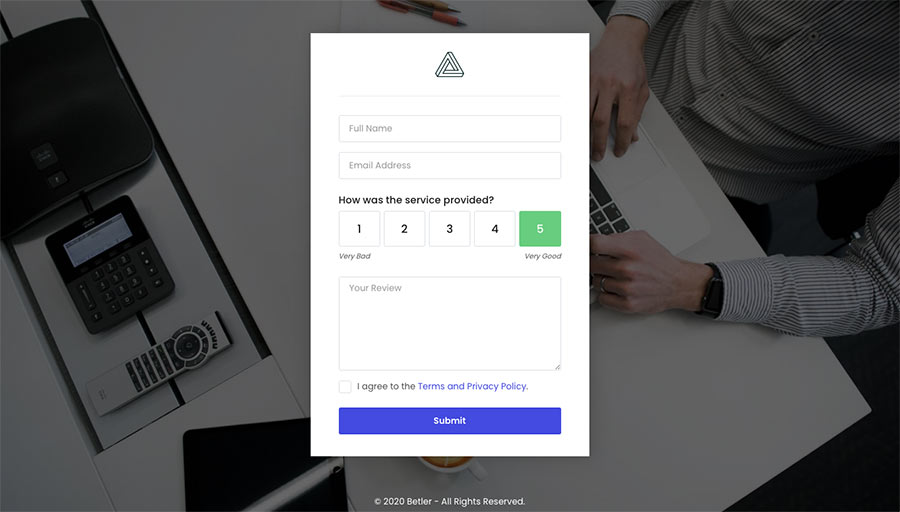 Full Name
Email Address
How was the service provided?
1 2 3 4 5
Very Bad Very Good
Your Review
I agree to the Terms and Privacy Policy.
Submit
© 2020 Betler - All Rights Reserved.